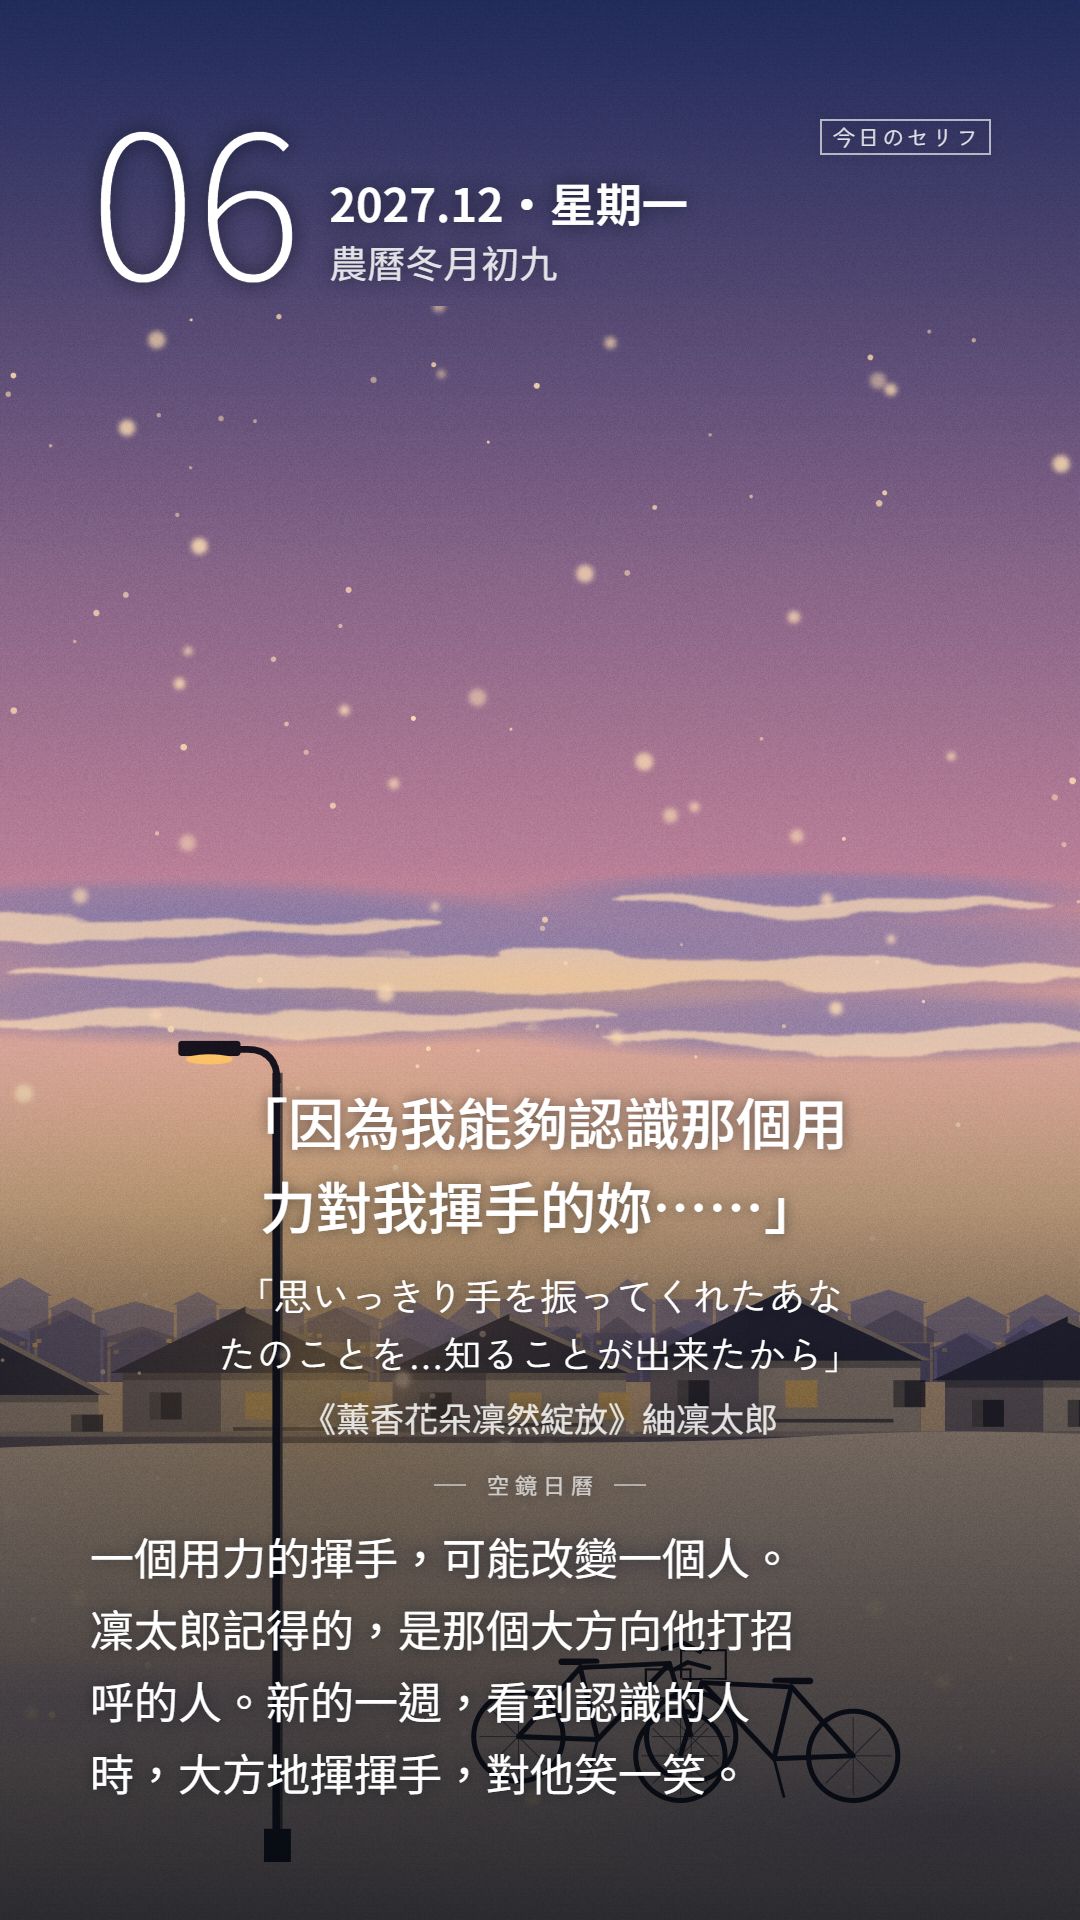 今日のセリフ
06
2027.12・星期一
農曆冬月初九
「因為我能夠認識那個用
力對我揮手的妳……」
「思いっきり手を振ってくれたあな
たのことを...知ることが出来たから」
《薰香花朵凜然綻放》紬凜太郎
空鏡日曆
一個用力的揮手，可能改變一個人。
凜太郎記得的，是那個大方向他打招
呼的人。新的一週，看到認識的人
時，大方地揮揮手，對他笑一笑。